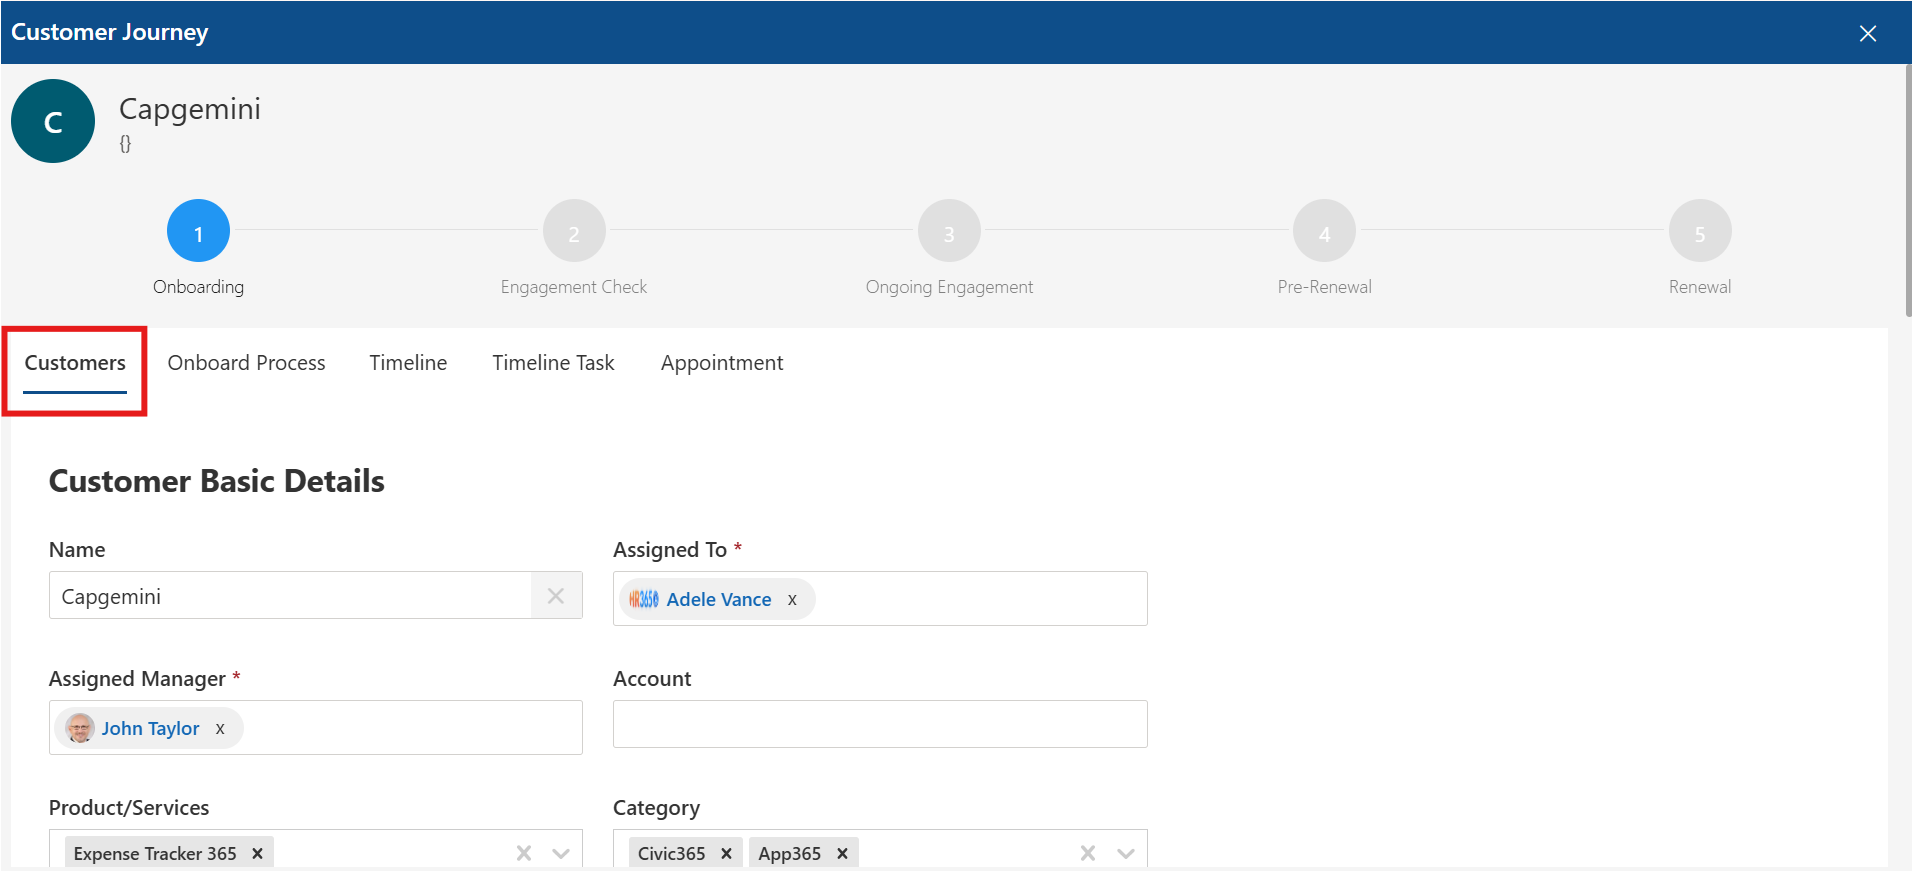 Customer Journey
C
Capgemini
{}
1
2
3
4
5
Onboarding
Engagement Check
Ongoing Engagement
Pre-Renewal
Renewal
Customers
Onboard Process
Timeline
Timeline Task
Appointment
Customer Basic Details
Name
Assigned To *
Capgemini
HR365 Adele Vance x
Assigned Manager *
Account
John Taylor x
Product/Services
Category
Expense Tracker 365
Civic365
App365